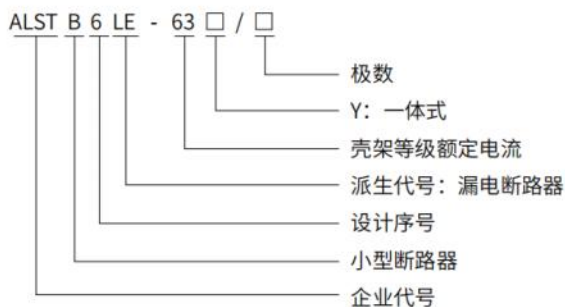 ALST B 6 LE - 63 □ / □
极数
Y：一体式
壳架等级额定电流
派生代号：漏电断路器
设计序号
小型断路器
企业代号